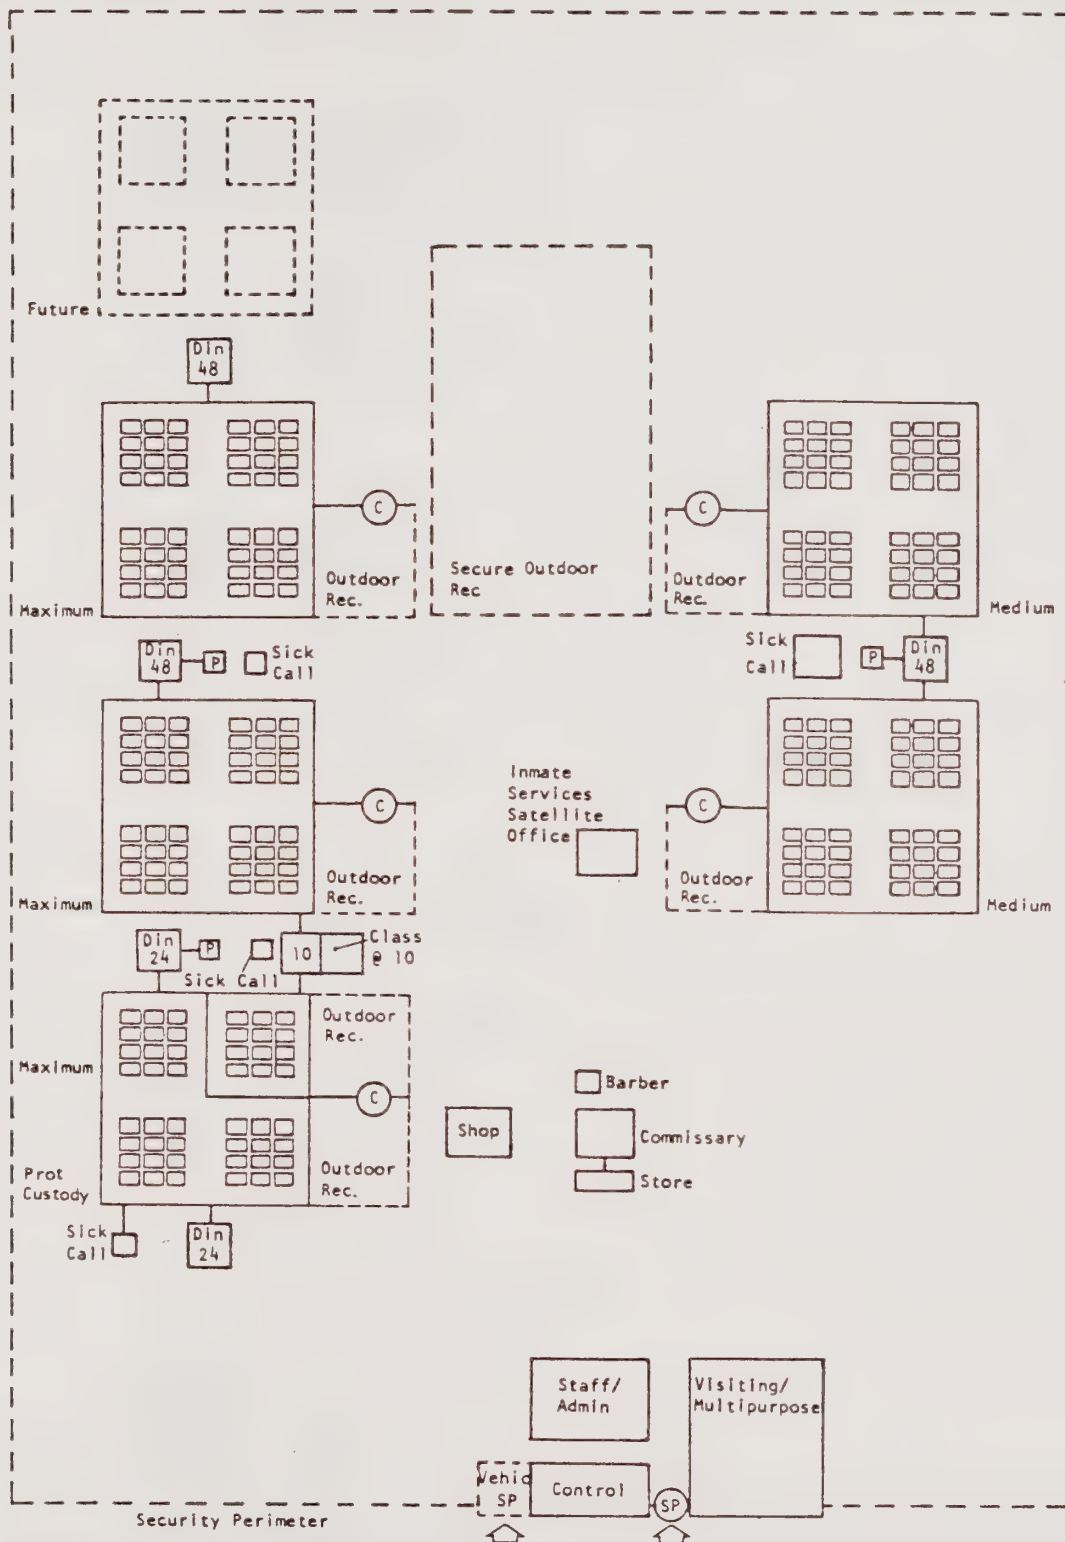 Future
Din
48
C
Outdoor
Rec.
Maximum
Secure Outdoor
Rec
C
Outdoor
Rec.
Medium
Din
48
P
Sick
Call
Sick
Call
P
Din
48
C
Outdoor
Rec.
Maximum
Inmate
Services
Satellite
Office
C
Outdoor
Rec.
Medium
Din
24
P
Sick Call
10
Class
@ 10
Outdoor
Rec.
Maximum
C
Outdoor
Rec.
Prot
Custody
Sick
Call
Din
24
Shop
Barber
Commissary
Store
Staff/
Admin
Visiting/
Multipurpose
Vehic
SP
Control
SP
Security Perimeter